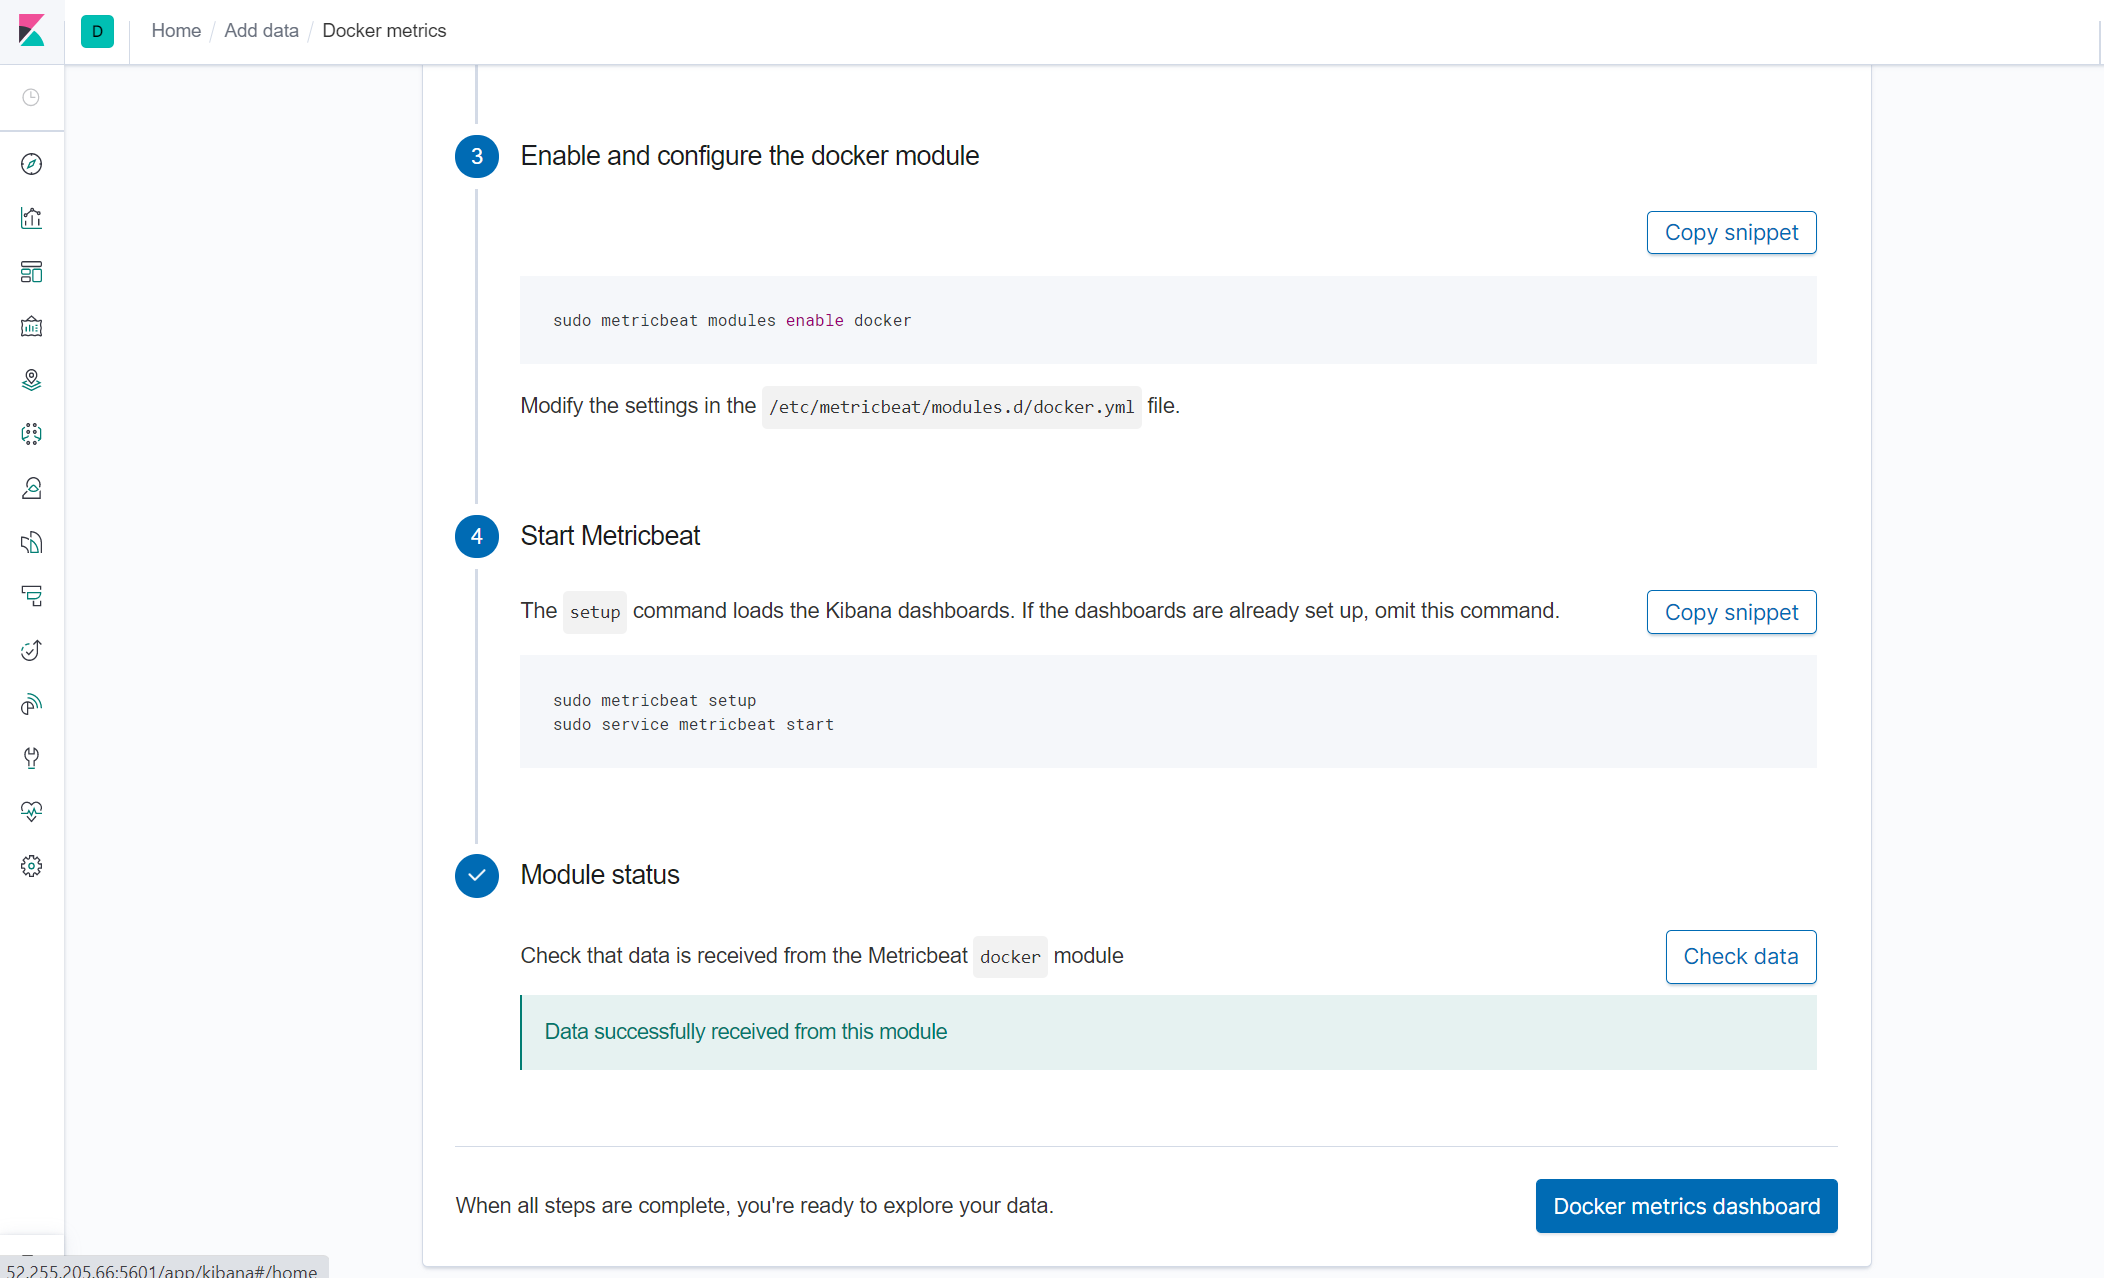 D
Home / Add data / Docker metrics
3
Enable and configure the docker module
Copy snippet
sudo metricbeat modules enable docker
Modify the settings in the /etc/metricbeat/modules.d/docker.yml file.
4
Start Metricbeat
The setup command loads the Kibana dashboards. If the dashboards are already set up, omit this command.
Copy snippet
sudo metricbeat setup
sudo service metricbeat start
Module status
Check that data is received from the Metricbeat docker module
Check data
Data successfully received from this module
When all steps are complete, you're ready to explore your data.
Docker metrics dashboard
52.255.205.66:5601/app/kibana#/home